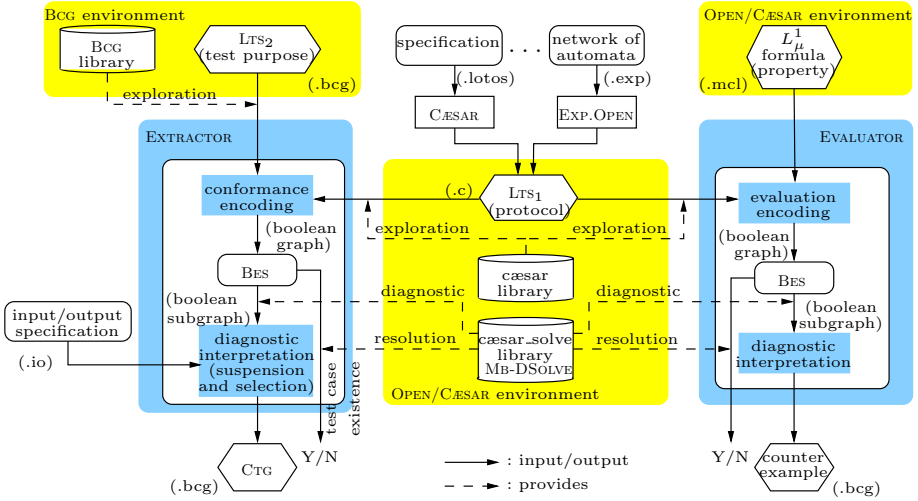 BCG environment
BCG
library
LTS2
(test purpose)
(.bcg)
exploration
specification
. . .
network of
automata
(.lotos)
(.exp)
CÆSAR
EXP.OPEN
OPEN/CÆSAR environment
L1μ
formula
(property)
(.mcl)
EXTRACTOR
conformance
encoding
(boolean
graph)
BES
(boolean
subgraph)
diagnostic
interpretation
(suspension
and selection)
input/output
specification
(.io)
test case
existence
Y/N
CTG
(.bcg)
(.c)
LTS1
(protocol)
exploration
exploration
cæsar
library
diagnostic
diagnostic
cæsar_solve
library
MB-DSOLVE
resolution
resolution
OPEN/CÆSAR environment
EVALUATOR
evaluation
encoding
(boolean
graph)
BES
(boolean
subgraph)
diagnostic
interpretation
Y/N
counter
example
(.bcg)
: input/output
: provides